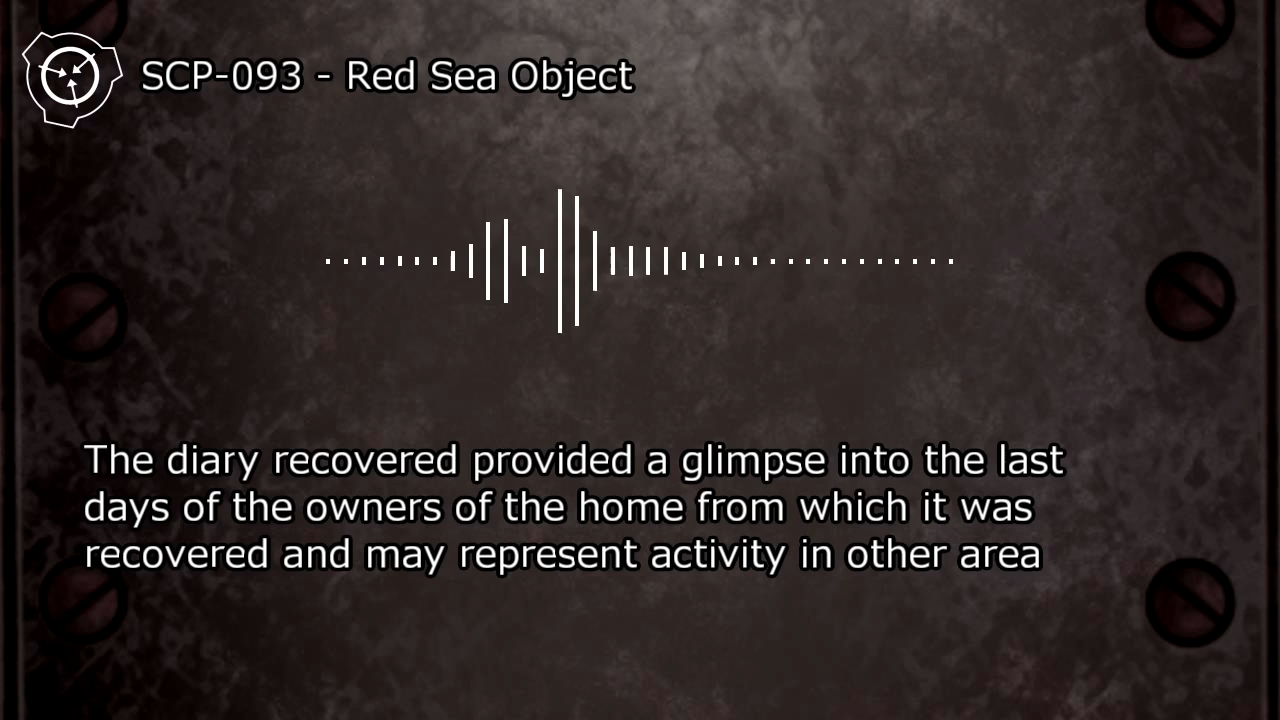 SCP-093 - Red Sea Object
The diary recovered provided a glimpse into the last
days of the owners of the home from which it was
recovered and may represent activity in other area